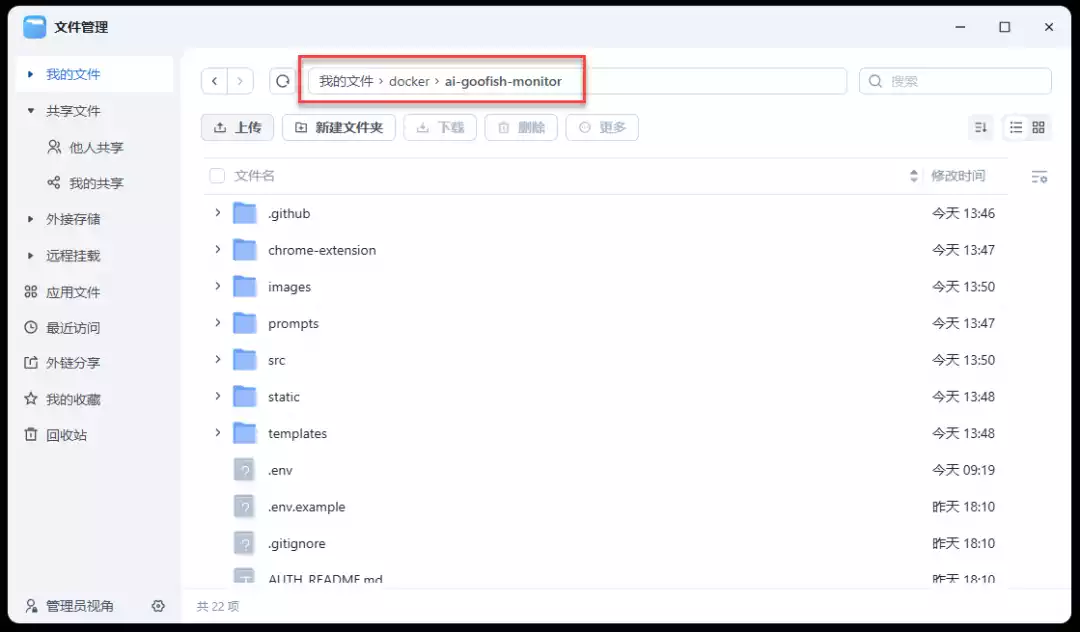 文件管理
我的文件
共享文件
他人共享
我的共享
外接存储
远程挂载
应用文件
最近访问
外链分享
我的收藏
回收站
管理员视角
我的文件 › docker › ai-goofish-monitor
搜索
上传 新建文件夹 下载 删除 更多
文件名 修改时间
.github 今天 13:46
chrome-extension 今天 13:47
images 今天 13:50
prompts 今天 13:47
src 今天 13:50
static 今天 13:48
templates 今天 13:48
.env 今天 09:19
.env.example 昨天 18:10
.gitignore 昨天 18:10
AUTH_README.md 昨天 18:10
共 22 项